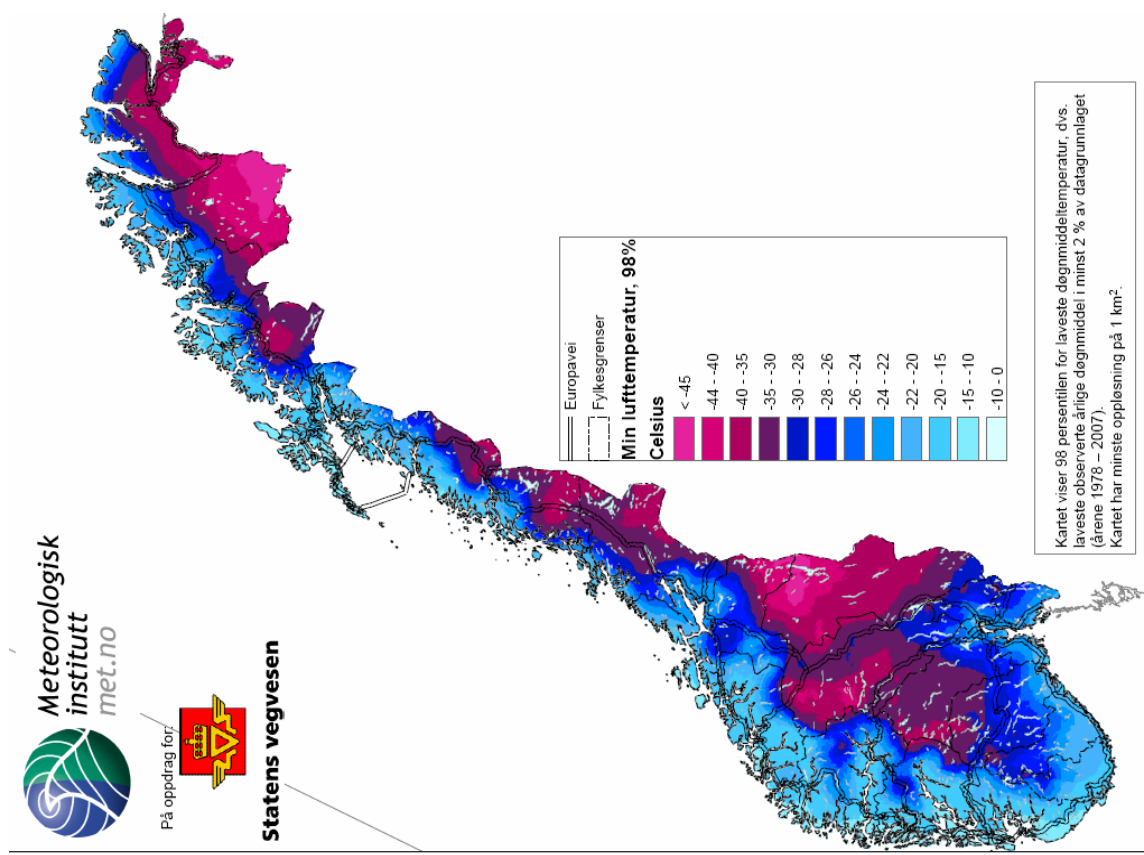 Meteorologisk
institutt
met.no
På oppdrag for:
Statens vegvesen
Europavei
Fylkesgrenser
Min lufttemperatur, 98%
Celsius
< -45
-44 - -40
-40 - -35
-35 - -30
-30 - -28
-28 - -26
-26 - -24
-24 - -22
-22 - -20
-20 - -15
-15 - -10
-10 - 0
Kartet viser 98 persentilen for laveste døgnmiddeltemperatur, dvs.
laveste observerte årlige døgnmiddel i minst 2 % av datagrunnlaget
(årene 1978 – 2007).
Kartet har minste oppløsning på 1 km².